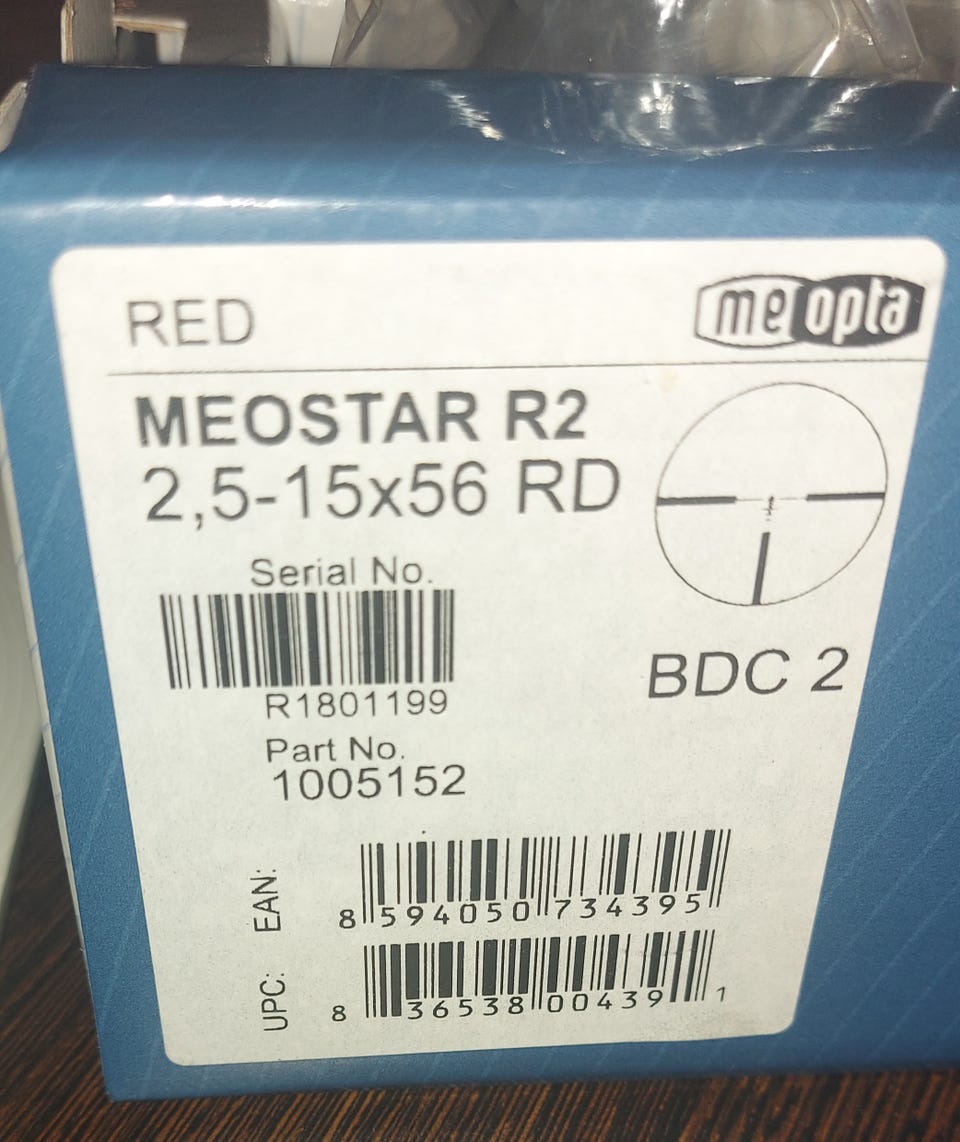 RED
meopta
MEOSTAR R2
2,5-15x56 RD
Serial No.
R1801199
Part No.
1005152
BDC 2
EAN:
8 594050 734395
UPC:
8 36538 00439 1